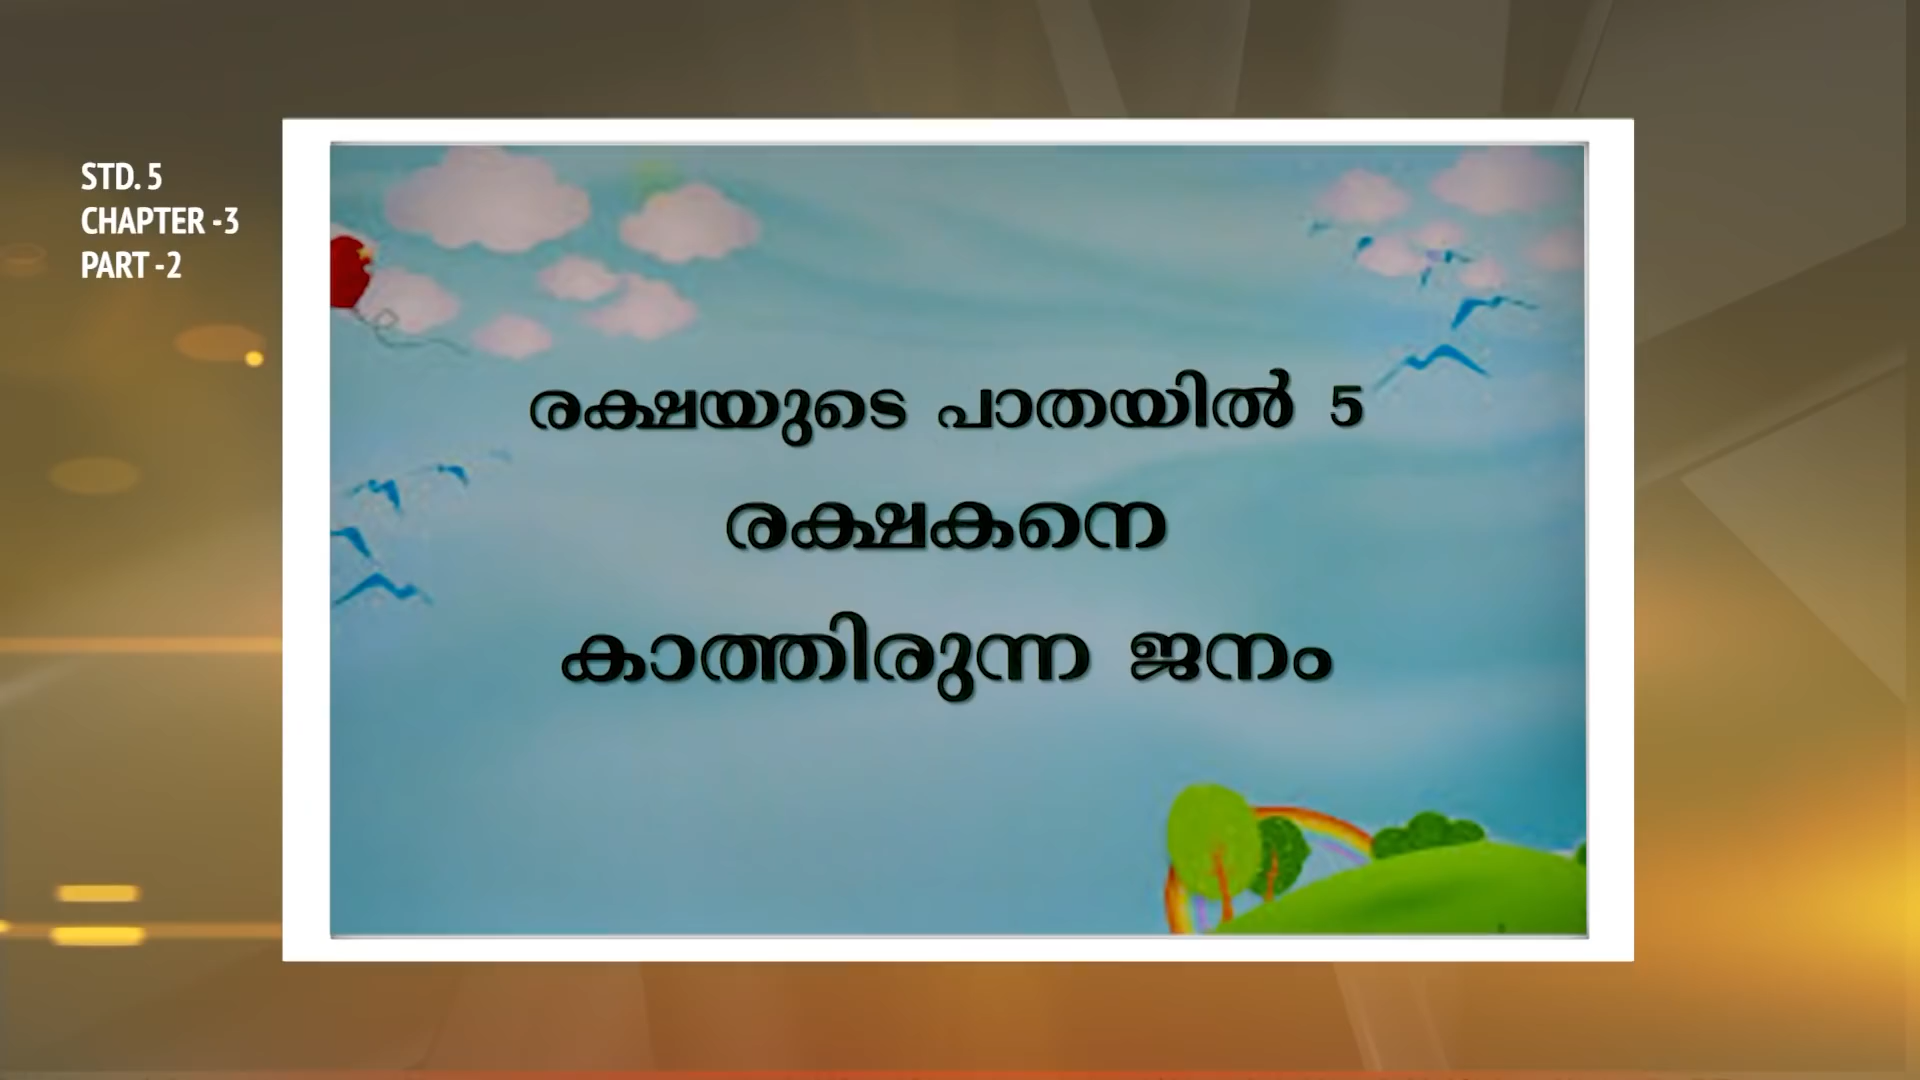 STD. 5
CHAPTER -3
PART -2
രക്ഷയുടെ പാതയിൽ 5
രക്ഷകനെ
കാത്തിരുന്ന ജനം